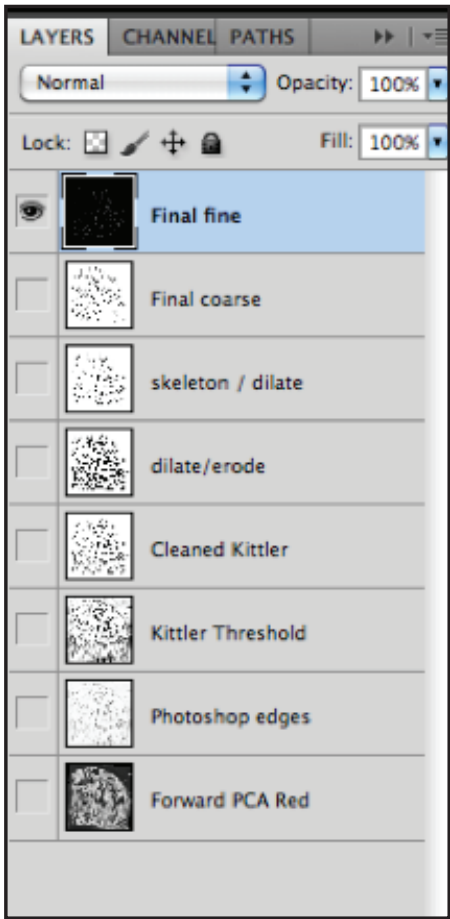 LAYERS CHANNEL PATHS
Normal Opacity: 100%
Lock: Fill: 100%
Final fine
Final coarse
skeleton / dilate
dilate/erode
Cleaned Kittler
Kittler Threshold
Photoshop edges
Forward PCA Red